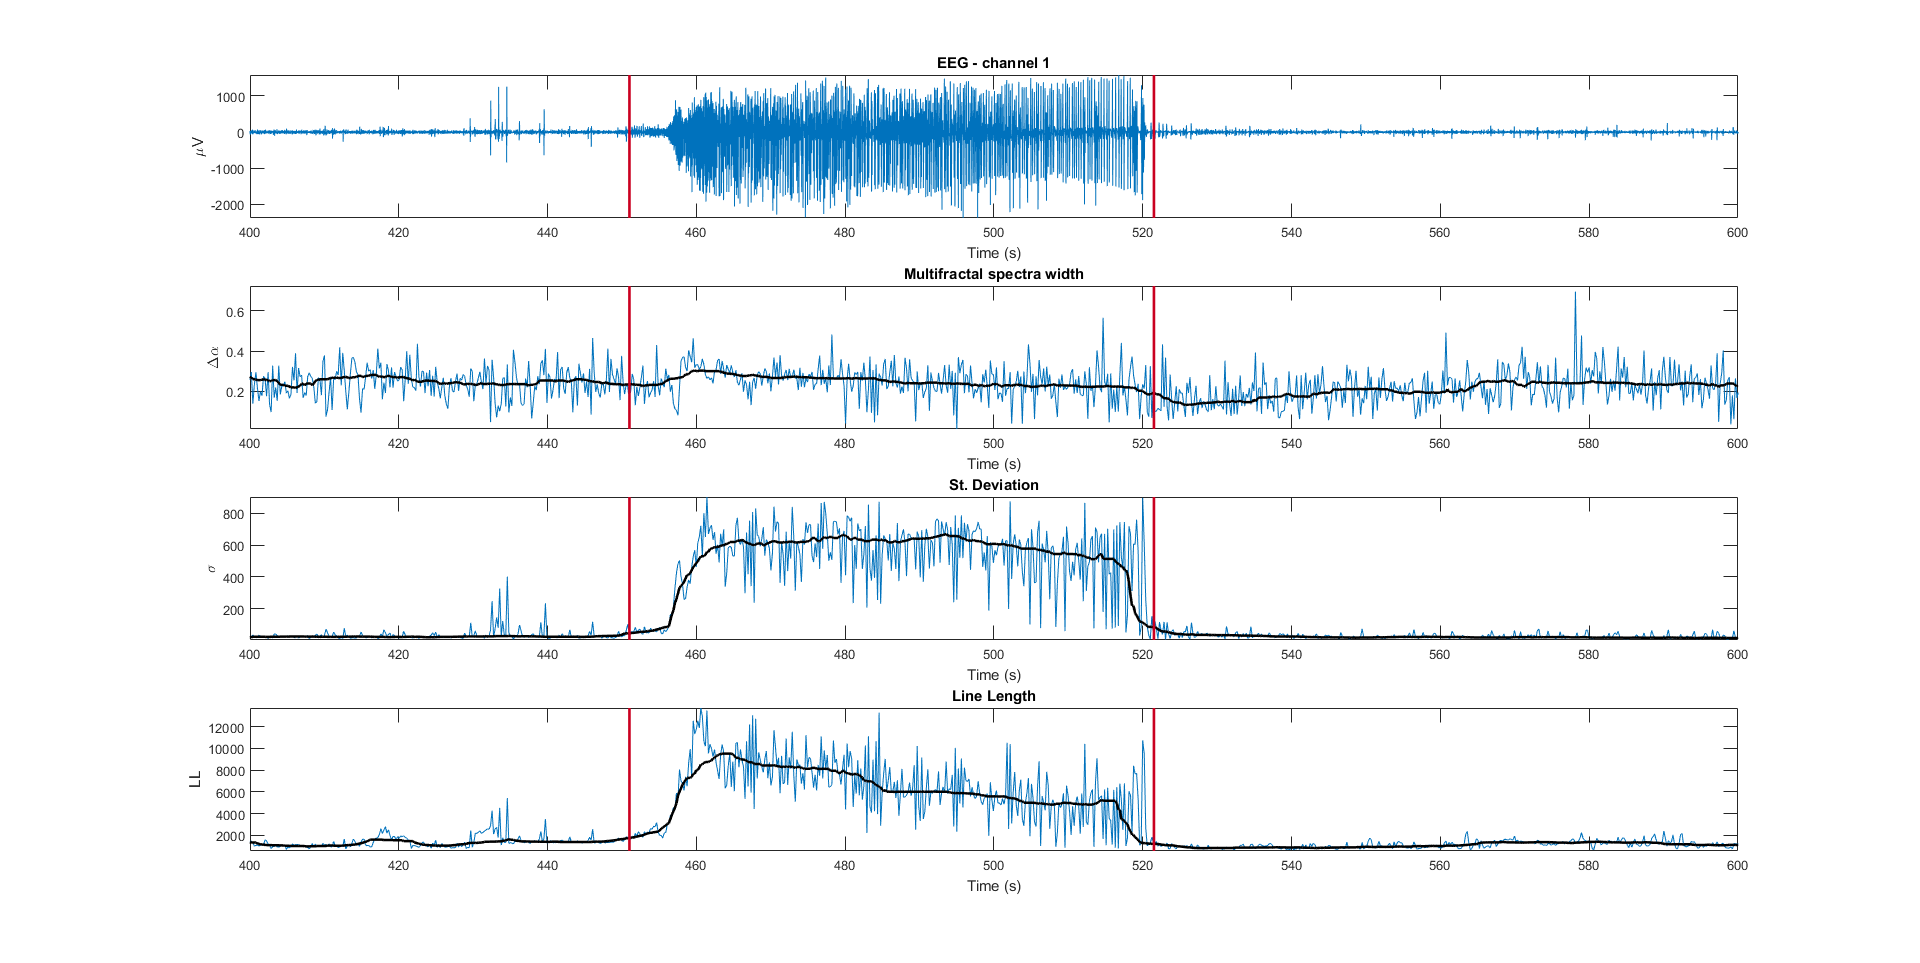 EEG - channel 1
1000
0
-1000
-2000
μV
400 420 440 460 480 500 520 540 560 580 600
Time (s)
Multifractal spectra width
0.6
0.4
0.2
Δα
400 420 440 460 480 500 520 540 560 580 600
Time (s)
St. Deviation
800
600
400
200
σ
400 420 440 460 480 500 520 540 560 580 600
Time (s)
Line Length
12000
10000
8000
6000
4000
2000
LL
400 420 440 460 480 500 520 540 560 580 600
Time (s)